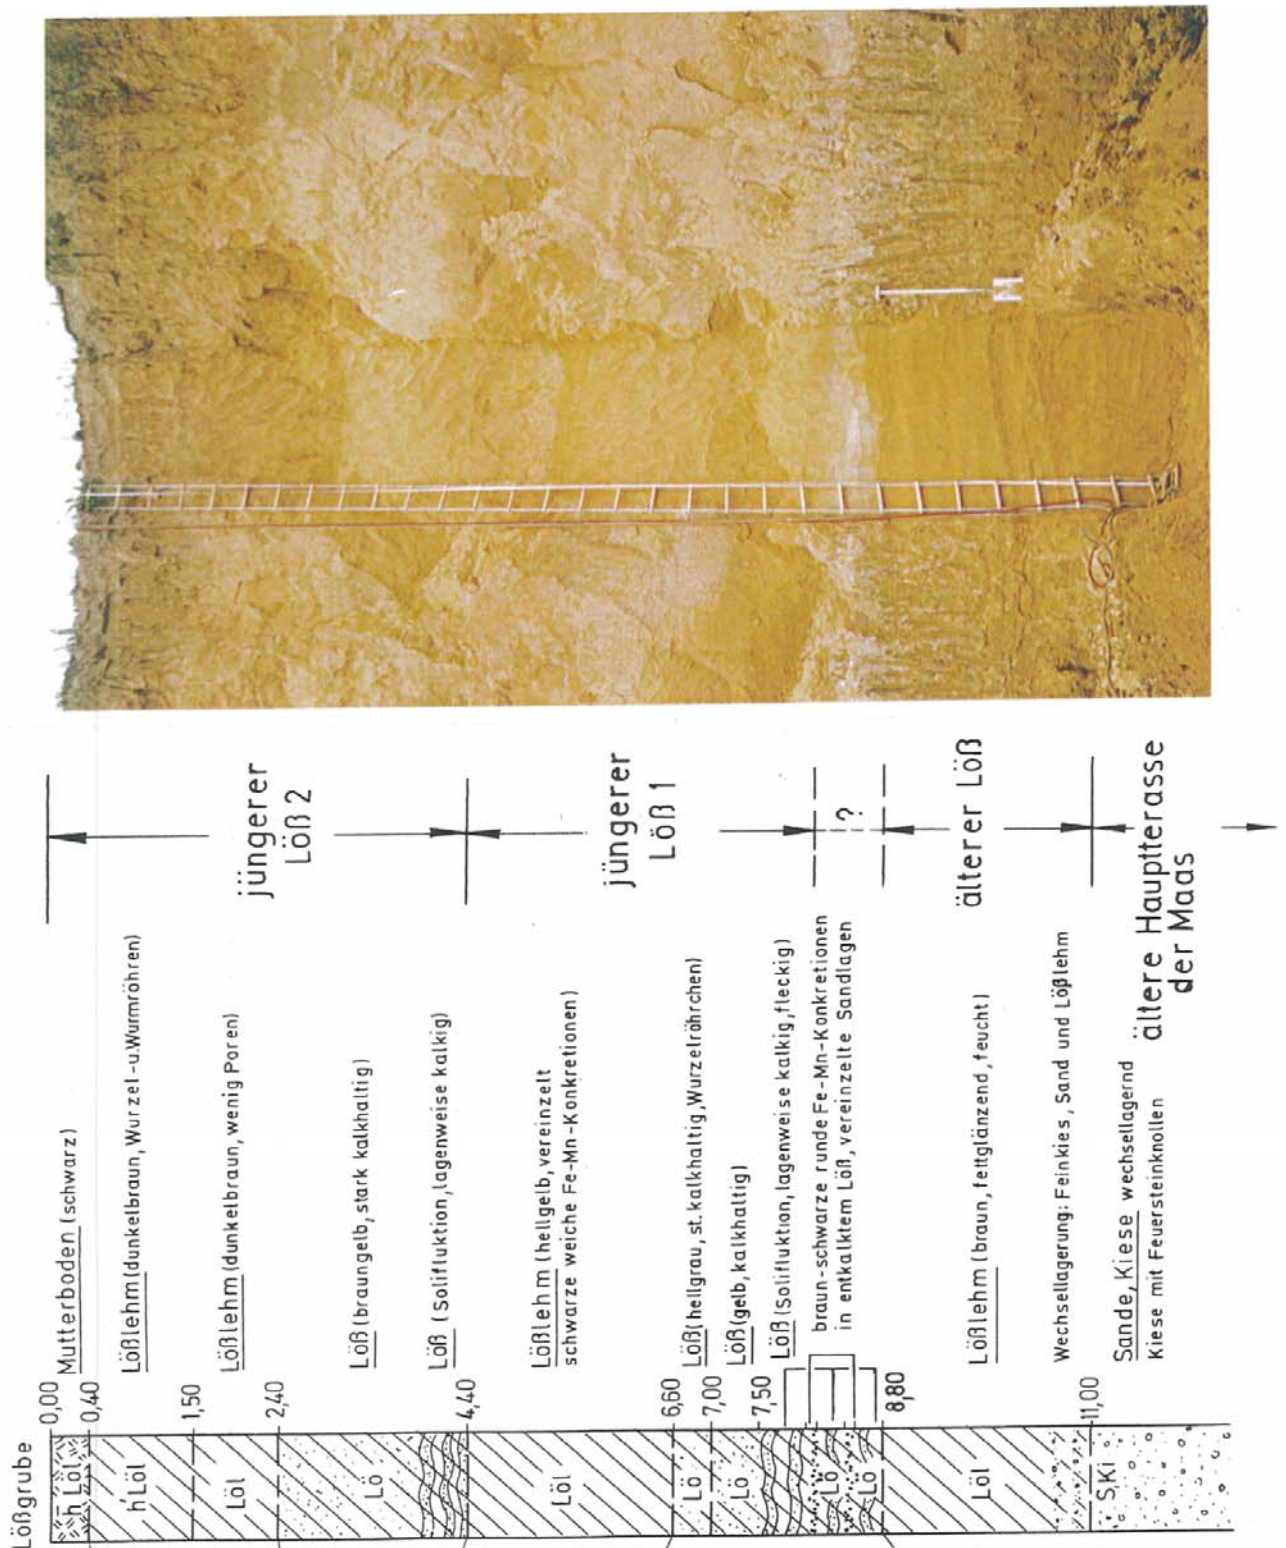 Lößgrube
0,00
0,40
1,50
2,40
4,40
6,60
7,00
7,50
8,80
11,00
h Löl
h'Löl
Löl
Lö
Löl
Lö
Lö
Lö
Lö
Löl
S,Ki
Mutterboden (schwarz)
Lößlehm (dunkelbraun, Wurzel-u.Wurmröhren)
Lößlehm (dunkelbraun, wenig Poren)
Löß (braungelb, stark kalkhaltig)
Löß (Solifluktion, lagenweise kalkig)
Lößlehm (hellgelb, vereinzelt
schwarze weiche Fe-Mn-Konkretionen)
Löß (hellgrau, st. kalkhaltig, Wurzelröhrchen)
Löß (gelb, kalkhaltig)
Löß (Solifluktion, lagenweise kalkig, fleckig)
braun-schwarze runde Fe-Mn-Konkretionen
in entkalktem Löß, vereinzelte Sandlagen
Lößlehm (braun, fettglänzend, feucht)
Wechsellagerung: Feinkies, Sand und Lößlehm
Sande, Kiese wechsellagernd
Kiese mit Feuersteinknollen
jüngerer
Löß 2
jüngerer
Löß 1
?
älterer Löß
ältere Hauptterasse
der Maas